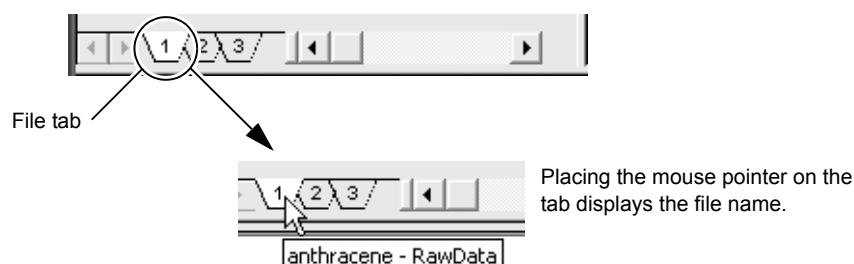 1 2 3
File tab
1 2 3
Placing the mouse pointer on the
tab displays the file name.
anthracene - RawData